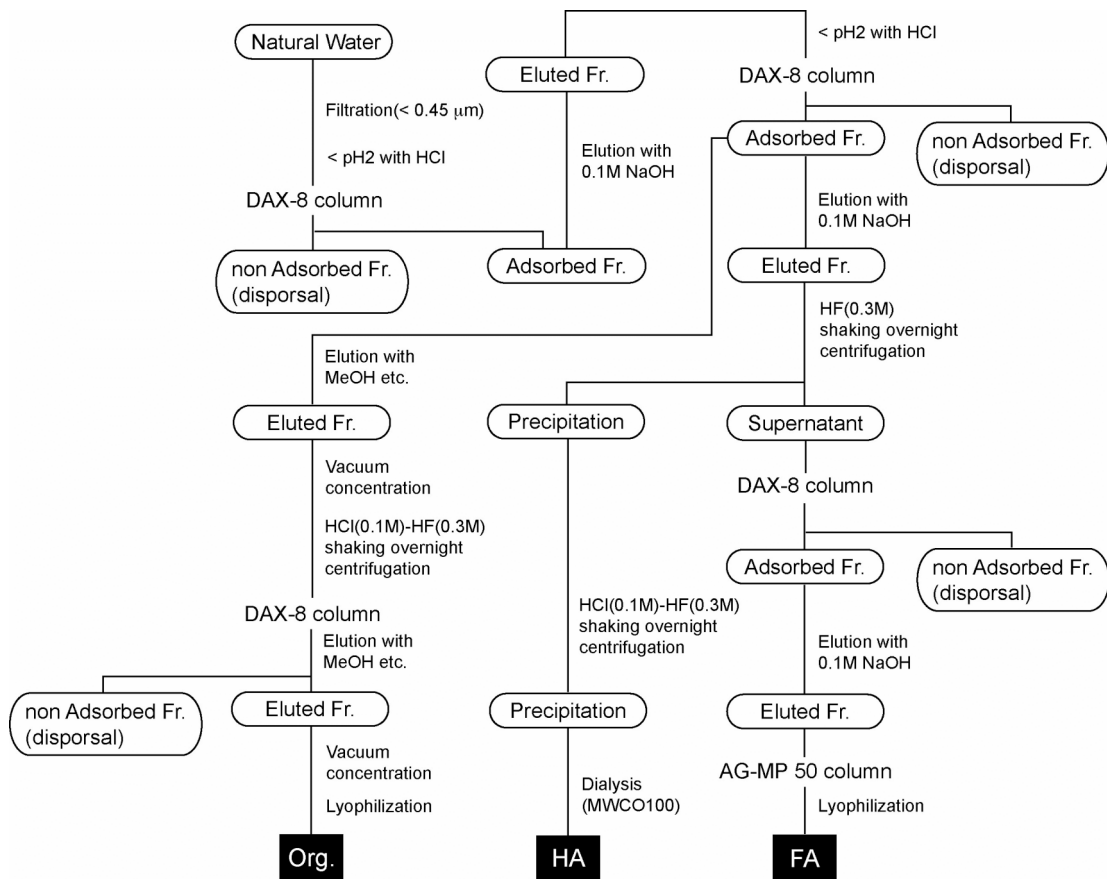 Natural Water
Filtration(< 0.45 μm)
< pH2 with HCl
DAX-8 column
non Adsorbed Fr.
(disporsal)
Adsorbed Fr.
Elution with
0.1M NaOH
Eluted Fr.
< pH2 with HCl
DAX-8 column
Adsorbed Fr.
non Adsorbed Fr.
(disporsal)
Elution with
0.1M NaOH
Eluted Fr.
HF(0.3M)
shaking overnight
centrifugation
Elution with
MeOH etc.
Eluted Fr.
Vacuum
concentration
HCl(0.1M)-HF(0.3M)
shaking overnight
centrifugation
DAX-8 column
Elution with
MeOH etc.
non Adsorbed Fr.
(disporsal)
Eluted Fr.
Vacuum
concentration
Lyophilization
Org.
Precipitation
HCl(0.1M)-HF(0.3M)
shaking overnight
centrifugation
Precipitation
Dialysis
(MWCO100)
HA
Supernatant
DAX-8 column
Adsorbed Fr.
non Adsorbed Fr.
(disporsal)
Elution with
0.1M NaOH
Eluted Fr.
AG-MP 50 column
Lyophilization
FA